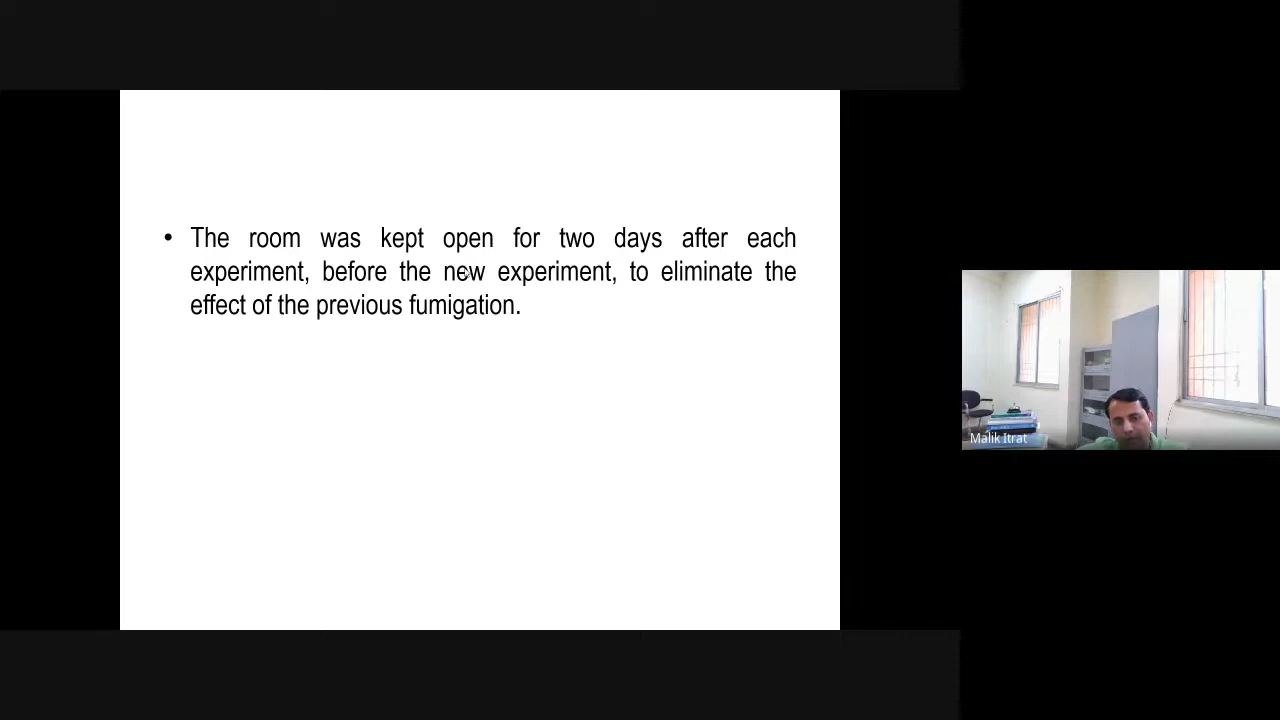 • The room was kept open for two days after each
experiment, before the new experiment, to eliminate the
effect of the previous fumigation.
Malik Itrat